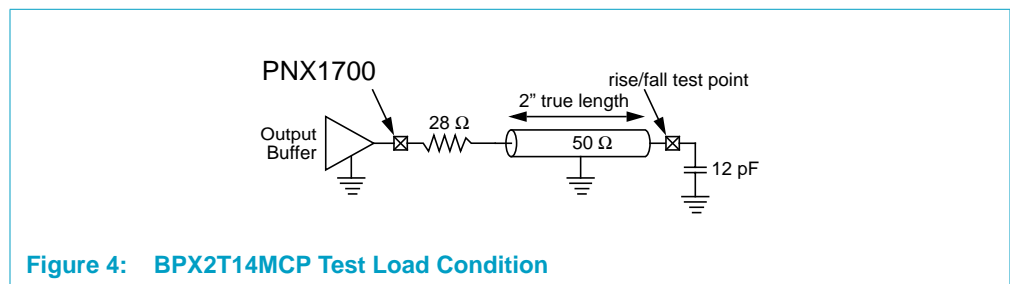 PNX1700
rise/fall test point
2” true length
28 Ω
Output
Buffer
50 Ω
12 pF
Figure 4: BPX2T14MCP Test Load Condition